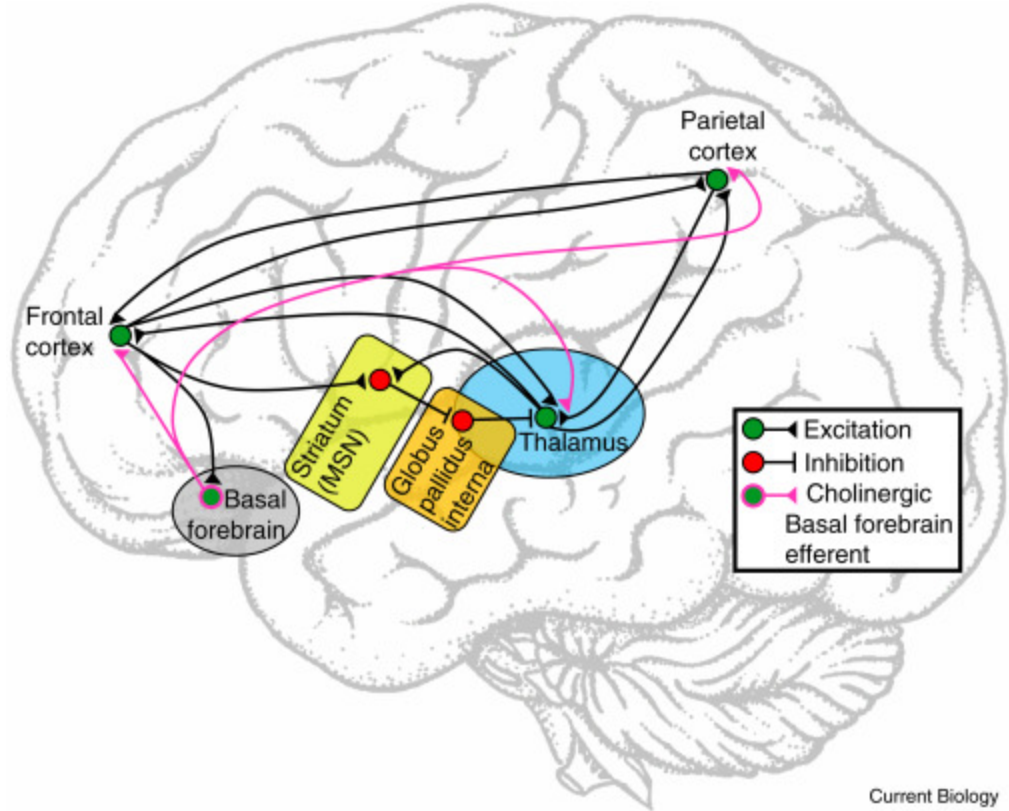 Parietal
cortex
Frontal
cortex
Striatum
(MSN)
Globus
pallidus
interna
Thalamus
Basal
forebrain
Excitation
Inhibition
Cholinergic
Basal forebrain
efferent
Current Biology